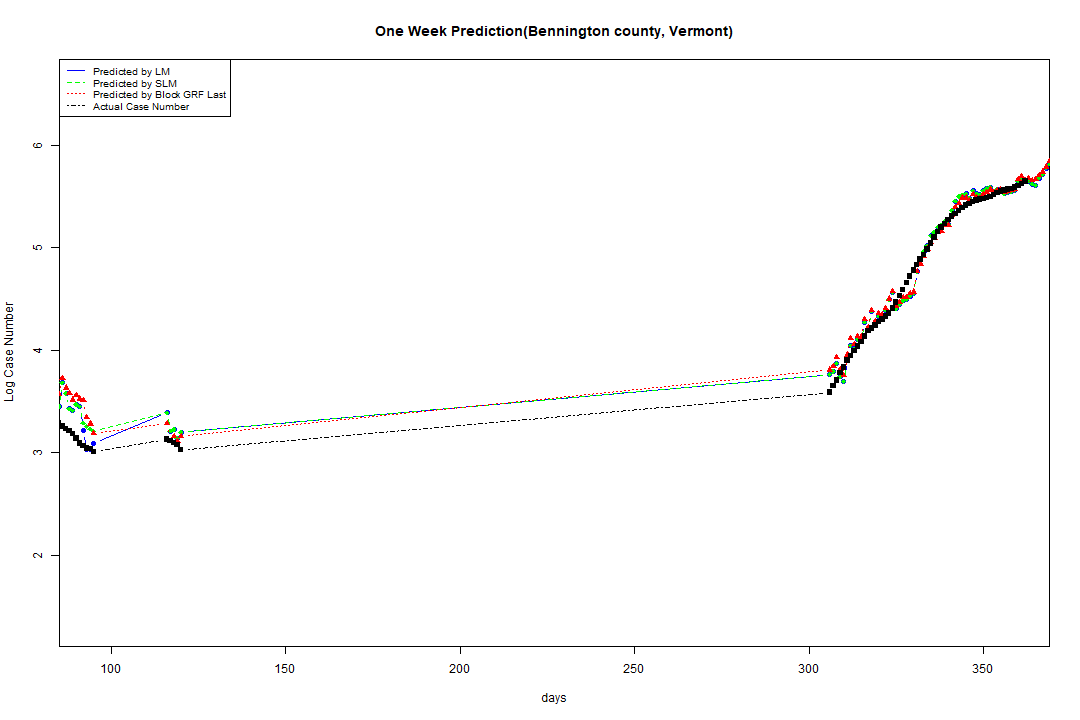 One Week Prediction(Bennington county, Vermont)
Predicted by LM
Predicted by SLM
Predicted by Block GRF Last
Actual Case Number
6
5
4
3
2
Log Case Number
100 150 200 250 300 350
days